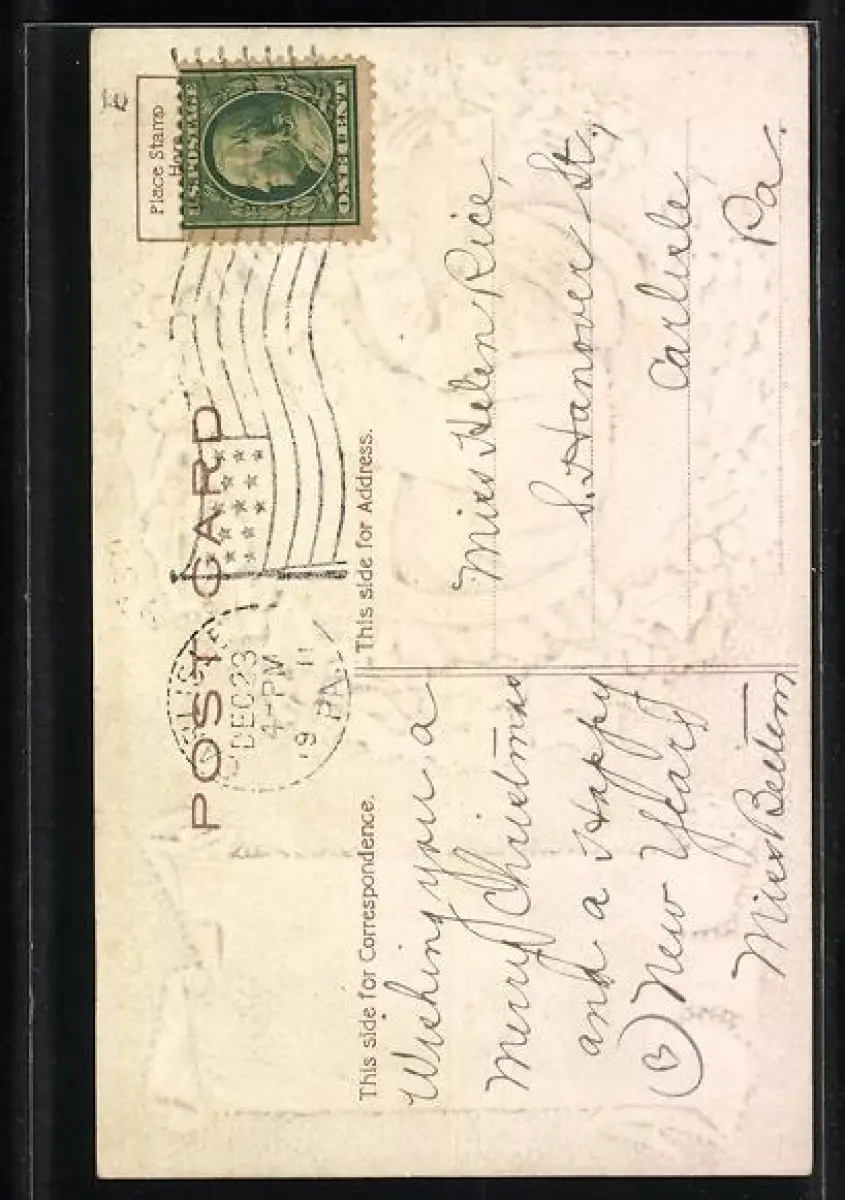 POST CARD
Place Stamp
Here
U.S. POSTAGE
ONE CENT
DEC 23
4-PM
19 11
PA.
This side for Correspondence.
This side for Address.
Wishing you a
Merry Christmas
and a Happy
New Year
Miss Beetem
Miss Helen Rice,
S. Hanover St.,
Carlisle,
Pa.